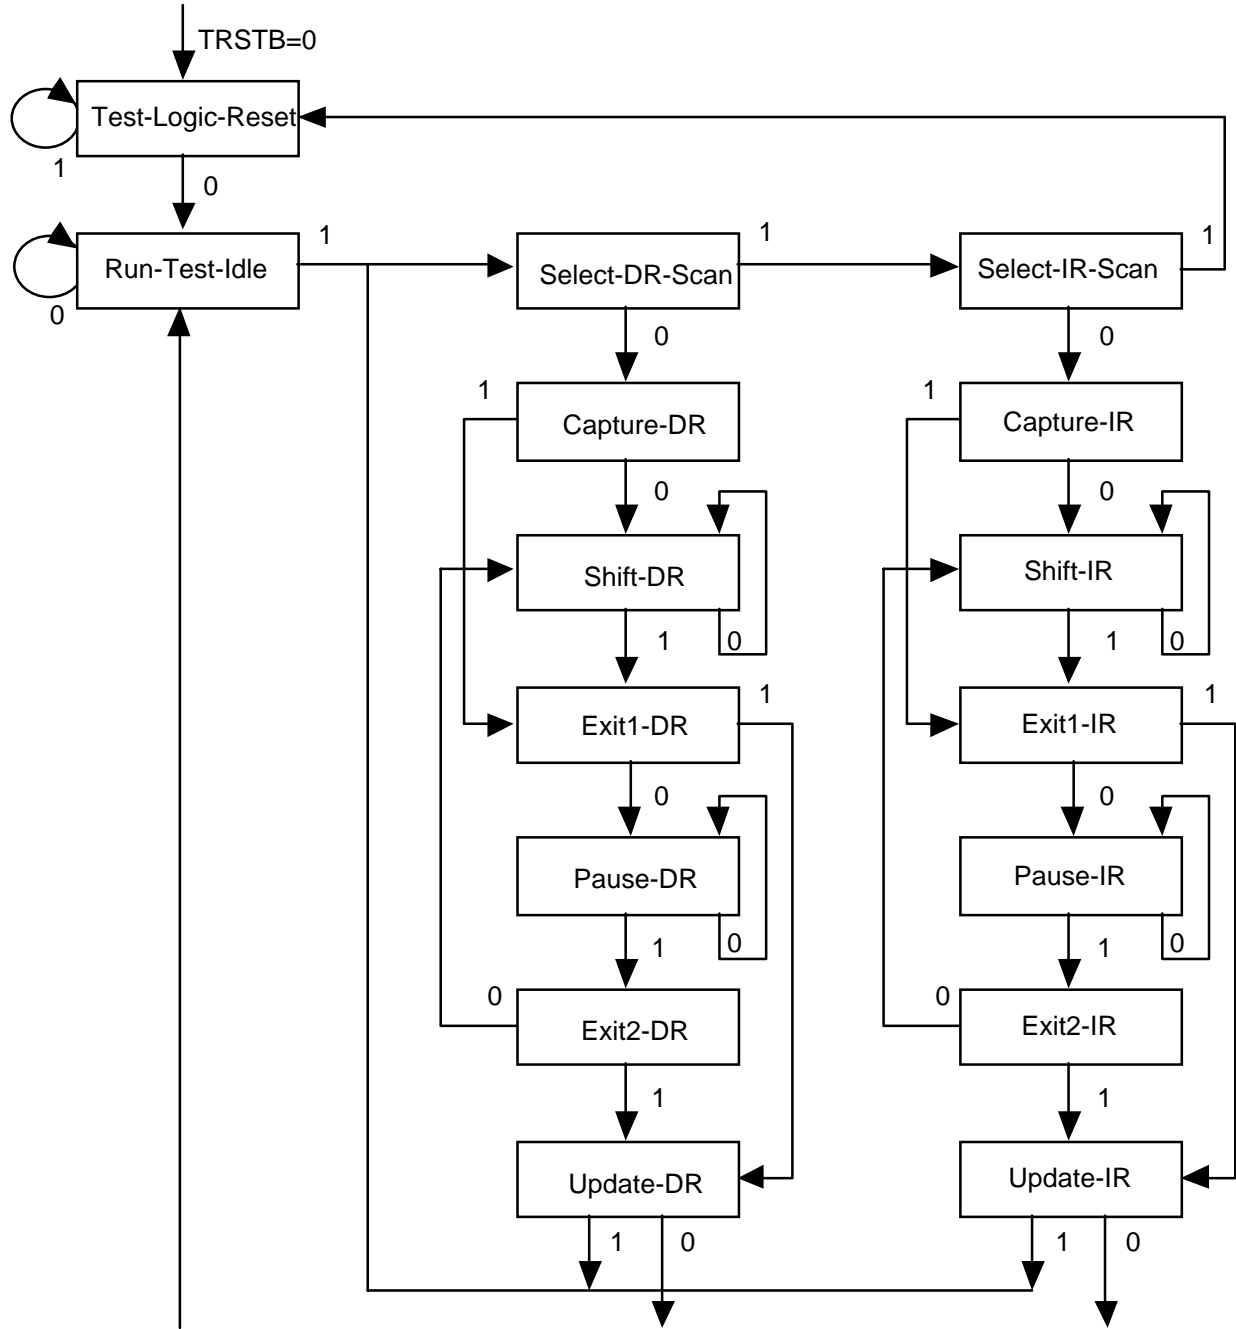 TRSTB=0
Test-Logic-Reset
1
0
Run-Test-Idle
0
1
Select-DR-Scan
1
Select-IR-Scan
1
0
0
1
Capture-DR
1
Capture-IR
0
0
Shift-DR
Shift-IR
1
0
1
0
Exit1-DR
1
Exit1-IR
1
0
0
Pause-DR
Pause-IR
1
0
1
0
0
Exit2-DR
0
Exit2-IR
1
1
Update-DR
Update-IR
1
0
1
0